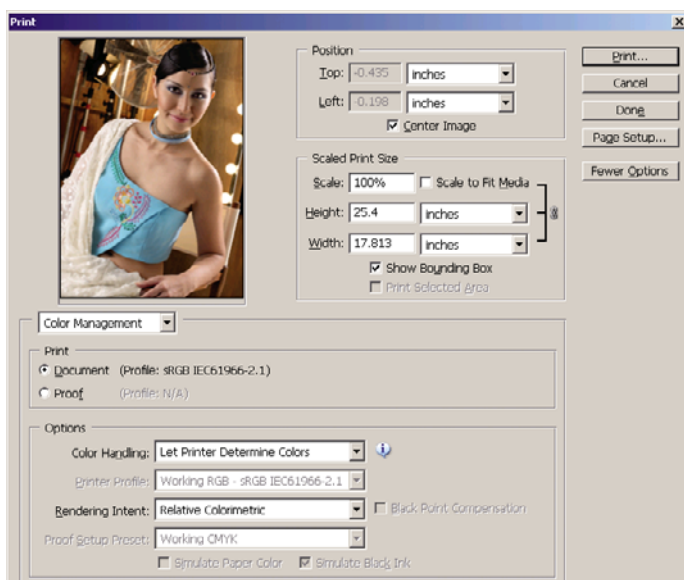 Print
Position
Top: -0.435 inches
Left: -0.198 inches
Center Image
Scaled Print Size
Scale: 100% Scale to Fit Media
Height: 25.4 inches
Width: 17.813 inches
Show Bounding Box
Print Selected Area
Print...
Cancel
Done
Page Setup...
Fewer Options
Color Management
Print
Document (Profile: sRGB IEC61966-2.1)
Proof (Profile: N/A)
Options
Color Handling: Let Printer Determine Colors
Printer Profile: Working RGB - sRGB IEC61966-2.1
Rendering Intent: Relative Colorimetric Black Point Compensation
Proof Setup Preset: Working CMYK
Simulate Paper Color Simulate Black Ink